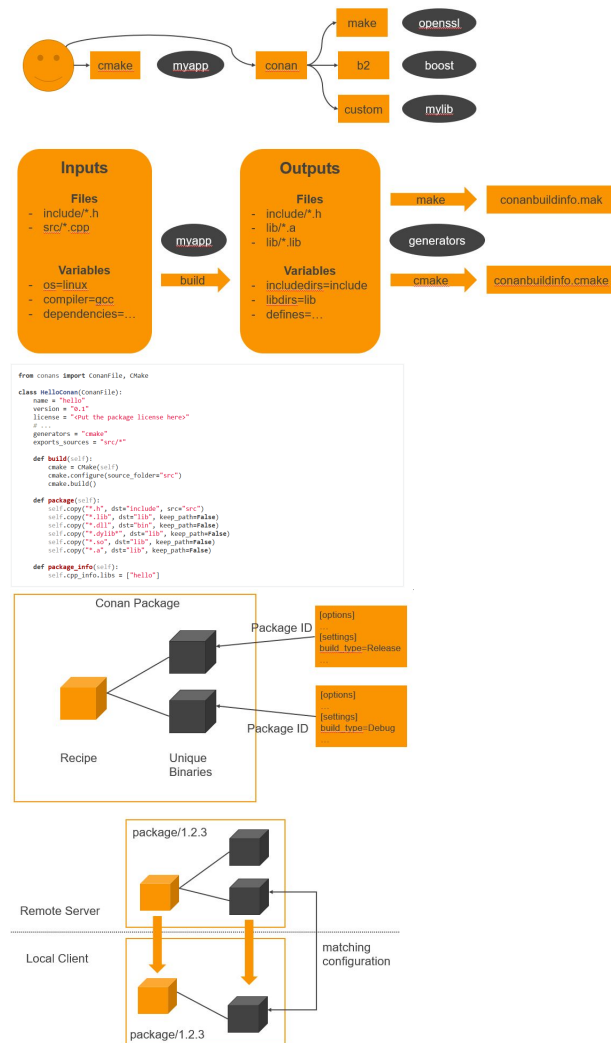 make
openssl
cmake
myapp
conan
b2
boost
custom
mylib
Inputs
Files
- include/*.h
- src/*.cpp
Variables
- os=linux
- compiler=gcc
- dependencies=…
myapp
build
Outputs
Files
- include/*.h
- lib/*.a
- lib/*.lib
Variables
- includedirs=include
- libdirs=lib
- defines=…
make
conanbuildinfo.mak
generators
cmake
conanbuildinfo.cmake
from conans import ConanFile, CMake
class HelloConan(ConanFile):
    name = "hello"
    version = "0.1"
    license = "<Put the package license here>"
    # ...
    generators = "cmake"
    exports_sources = "src/*"
    def build(self):
        cmake = CMake(self)
        cmake.configure(source_folder="src")
        cmake.build()
    def package(self):
        self.copy("*.h", dst="include", src="src")
        self.copy("*.lib", dst="lib", keep_path=False)
        self.copy("*.dll", dst="bin", keep_path=False)
        self.copy("*.dylib*", dst="lib", keep_path=False)
        self.copy("*.so", dst="lib", keep_path=False)
        self.copy("*.a", dst="lib", keep_path=False)
    def package_info(self):
        self.cpp_info.libs = ["hello"]
Conan Package
Package ID
[options]
…
[settings]
build_type=Release
…
Package ID
[options]
…
[settings]
build_type=Debug
…
Recipe
Unique
Binaries
package/1.2.3
Remote Server
Local Client
matching
configuration
package/1.2.3